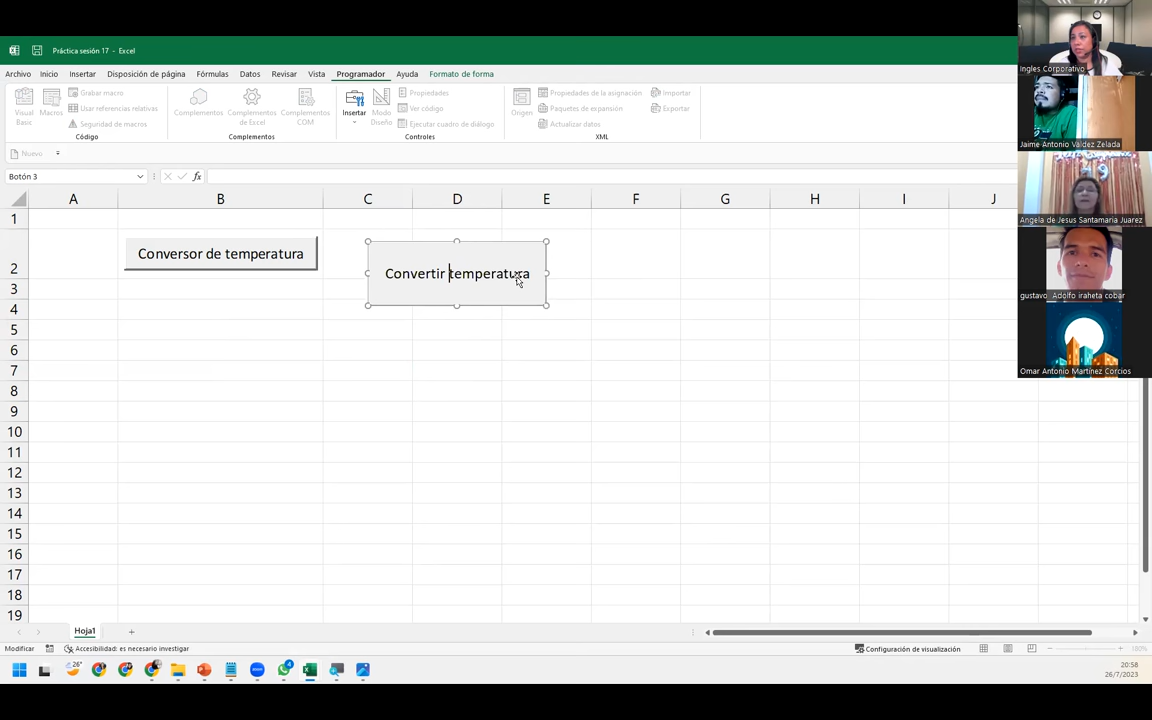 Práctica sesión 17 - Excel
Archivo Inicio Insertar Disposición de página Fórmulas Datos Revisar Vista Programador Ayuda Formato de forma
Visual Basic
Macros
Grabar macro
Usar referencias relativas
Seguridad de macros
Código
Complementos
Complementos de Excel
Complementos COM
Complementos
Insertar
Modo Diseño
Propiedades
Ver código
Ejecutar cuadro de diálogo
Controles
Origen
Propiedades de la asignación
Paquetes de expansión
Actualizar datos
Importar
Exportar
XML
Nuevo
Botón 3
fx
A B C D E F G H I J
1
2
3
4
5
6
7
8
9
10
11
12
13
14
15
16
17
18
19
Conversor de temperatura
Convertir temperatura
Hoja1
Modificar
Accesibilidad: es necesario investigar
Configuración de visualización
180%
26°
4
20:58
26/7/2023
Ingles Corporativo
Jaime Antonio Valdez Zelada
Angela de Jesus Santamaria Juarez
gustavo Adolfo iraheta cobar
Omar Antonio Martínez Corcios